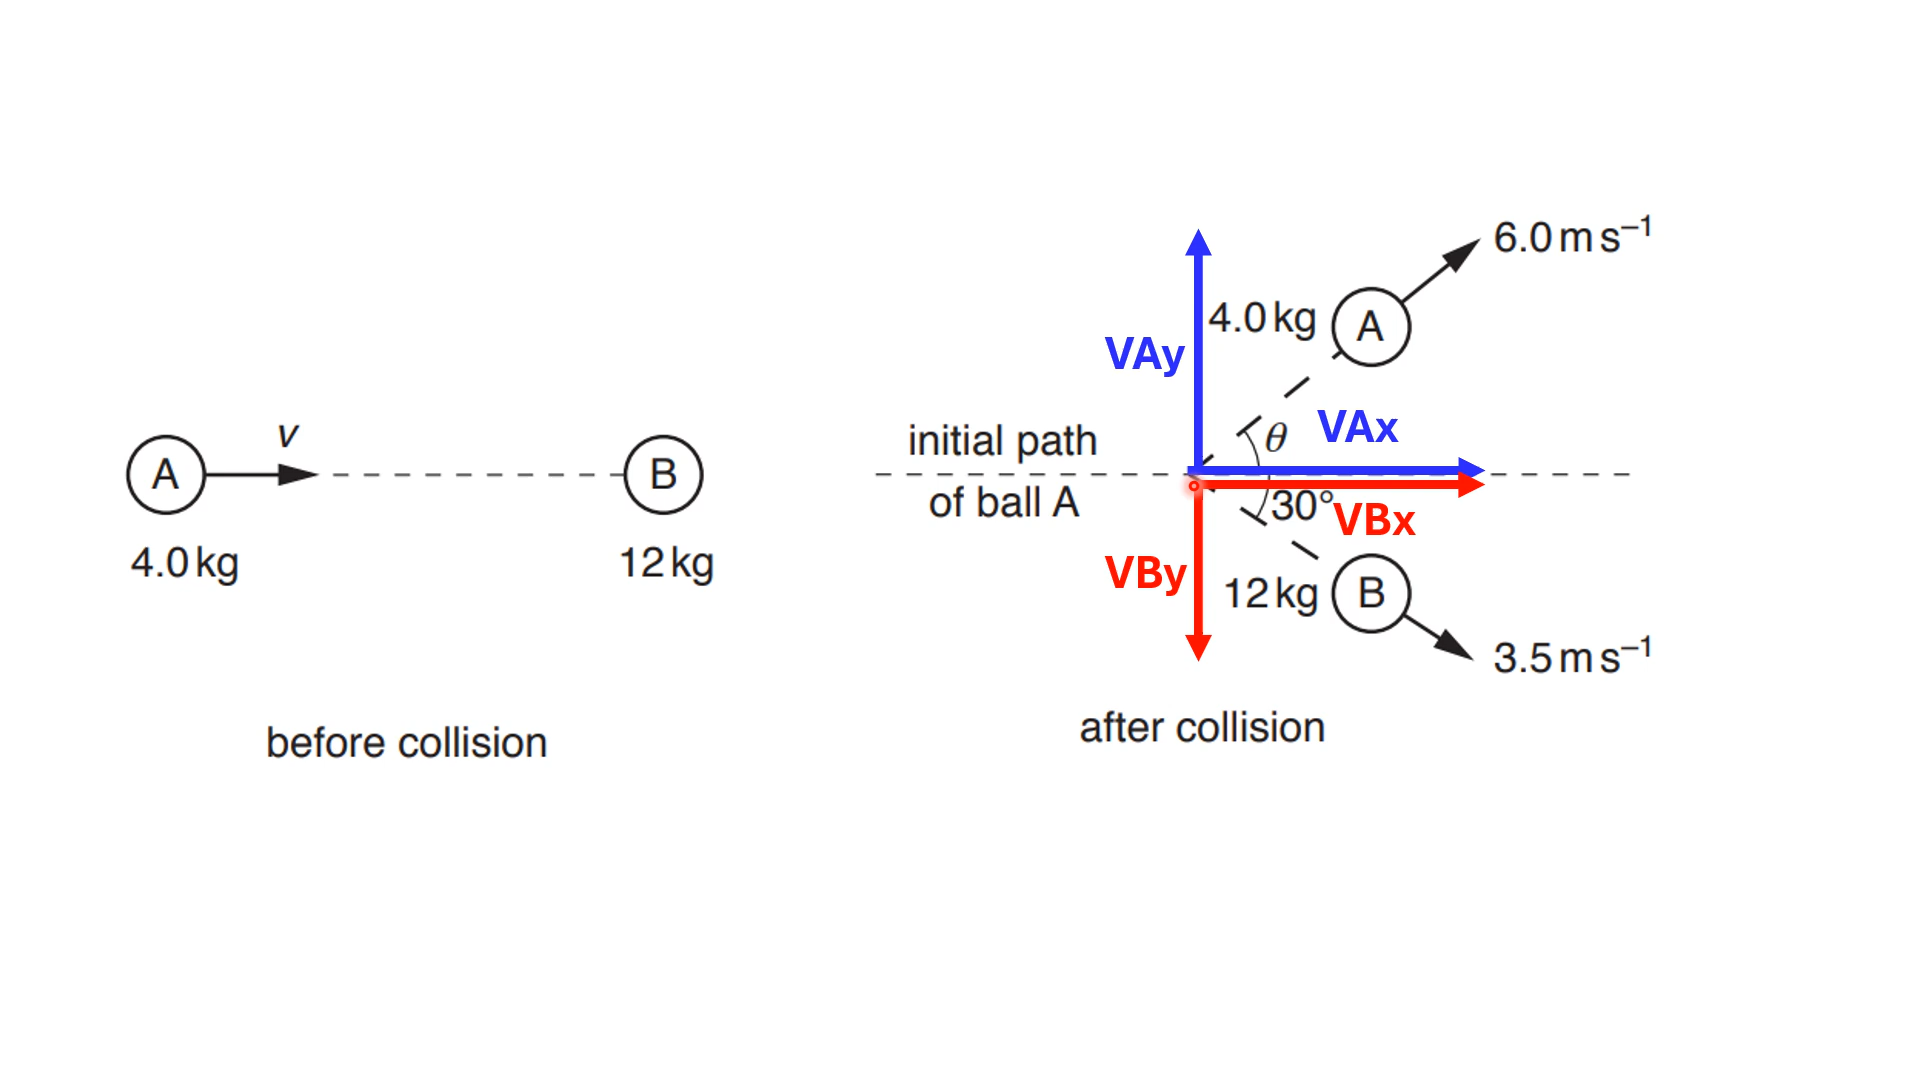 v
A
B
4.0 kg
12 kg
before collision
6.0 m s⁻¹
4.0 kg
A
VAy
θ
VAx
initial path
of ball A
30°
VBx
VBy
12 kg
B
3.5 m s⁻¹
after collision